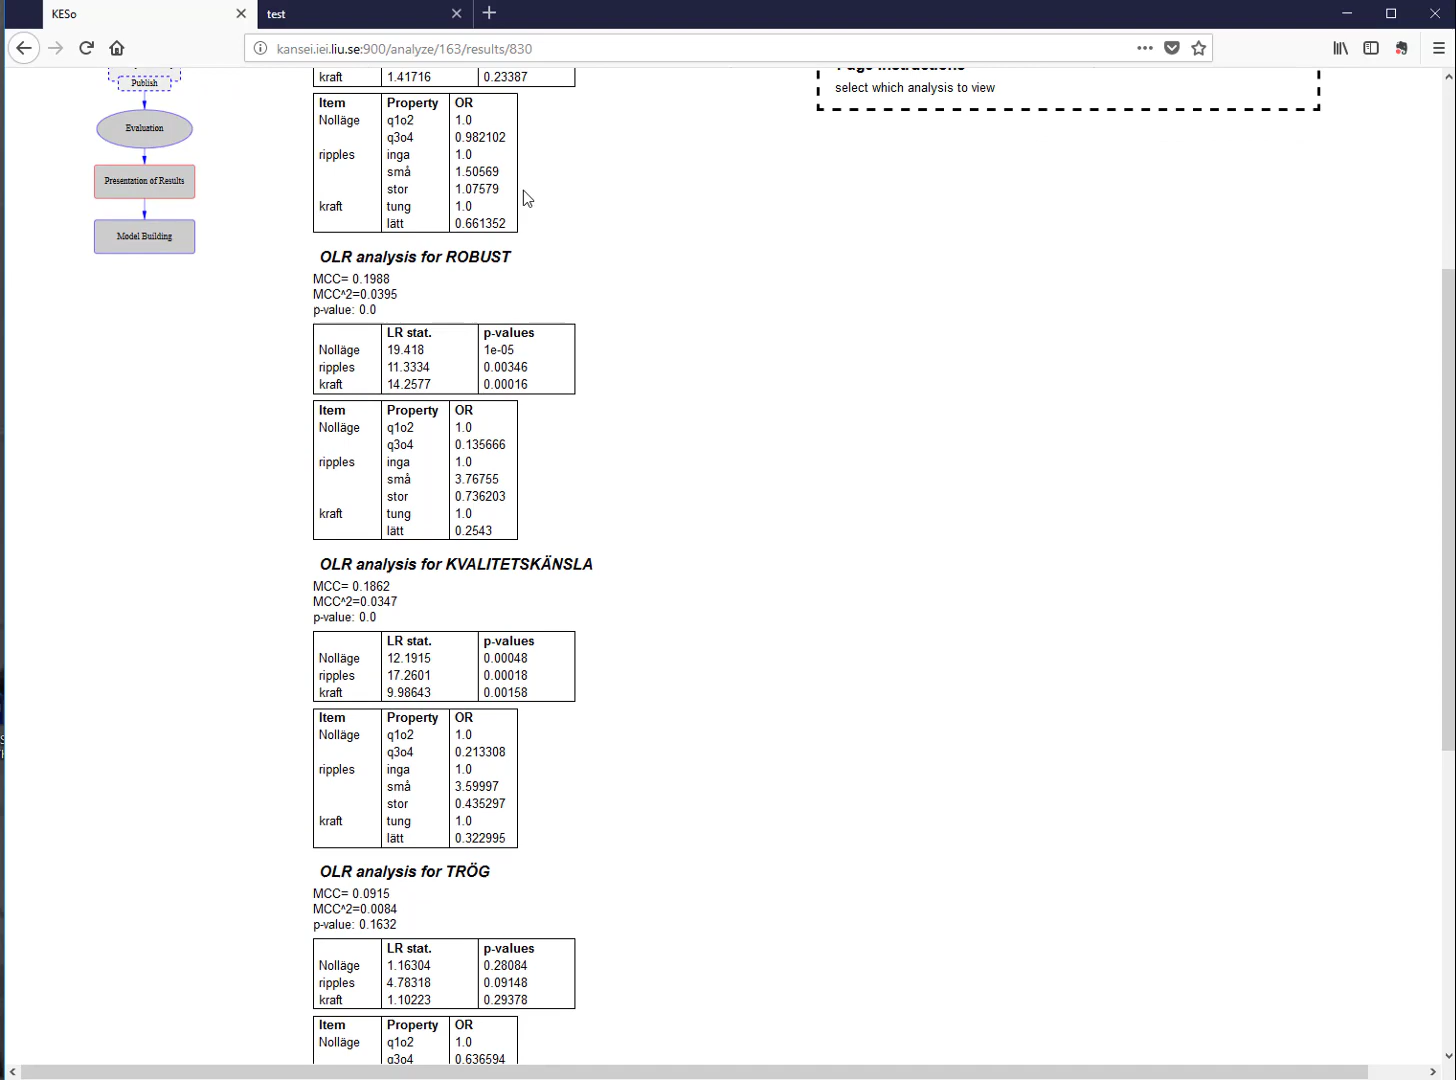 KESo
test
kansei.iei.liu.se:900/analyze/163/results/830
Publish
Evaluation
Presentation of Results
Model Building
select which analysis to view
kraft 1.41716 0.23387
Item Property OR
Nolläge q1o2 1.0
q3o4 0.982102
ripples inga 1.0
små 1.50569
stor 1.07579
kraft tung 1.0
lätt 0.661352
OLR analysis for ROBUST
MCC= 0.1988
MCC^2=0.0395
p-value: 0.0
LR stat. p-values
Nolläge 19.418 1e-05
ripples 11.3334 0.00346
kraft 14.2577 0.00016
Item Property OR
Nolläge q1o2 1.0
q3o4 0.135666
ripples inga 1.0
små 3.76755
stor 0.736203
kraft tung 1.0
lätt 0.2543
OLR analysis for KVALITETSKÄNSLA
MCC= 0.1862
MCC^2=0.0347
p-value: 0.0
LR stat. p-values
Nolläge 12.1915 0.00048
ripples 17.2601 0.00018
kraft 9.98643 0.00158
Item Property OR
Nolläge q1o2 1.0
q3o4 0.213308
ripples inga 1.0
små 3.59997
stor 0.435297
kraft tung 1.0
lätt 0.322995
OLR analysis for TRÖG
MCC= 0.0915
MCC^2=0.0084
p-value: 0.1632
LR stat. p-values
Nolläge 1.16304 0.28084
ripples 4.78318 0.09148
kraft 1.10223 0.29378
Item Property OR
Nolläge q1o2 1.0
q3o4 0.636594